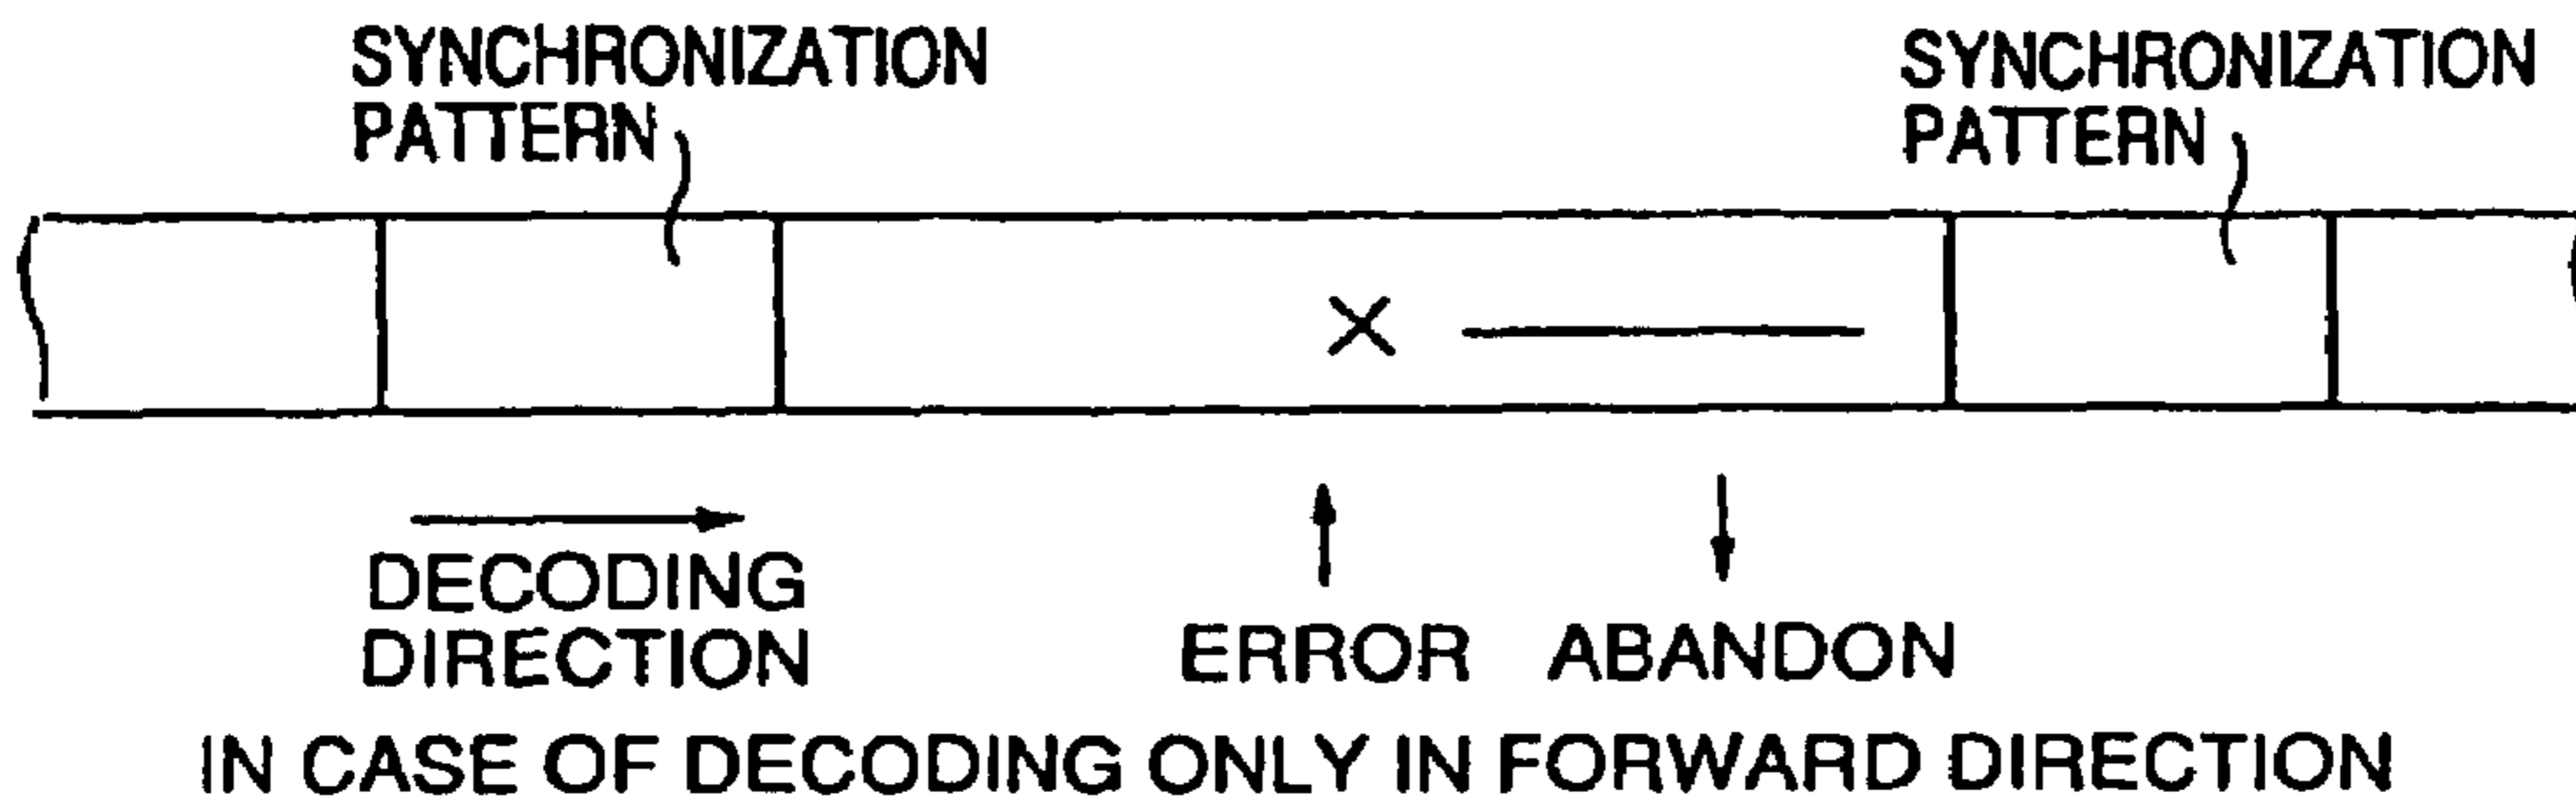 SYNCHRONIZATION
PATTERN
SYNCHRONIZATION
PATTERN
DECODING
DIRECTION
ERROR
ABANDON
IN CASE OF DECODING ONLY IN FORWARD DIRECTION